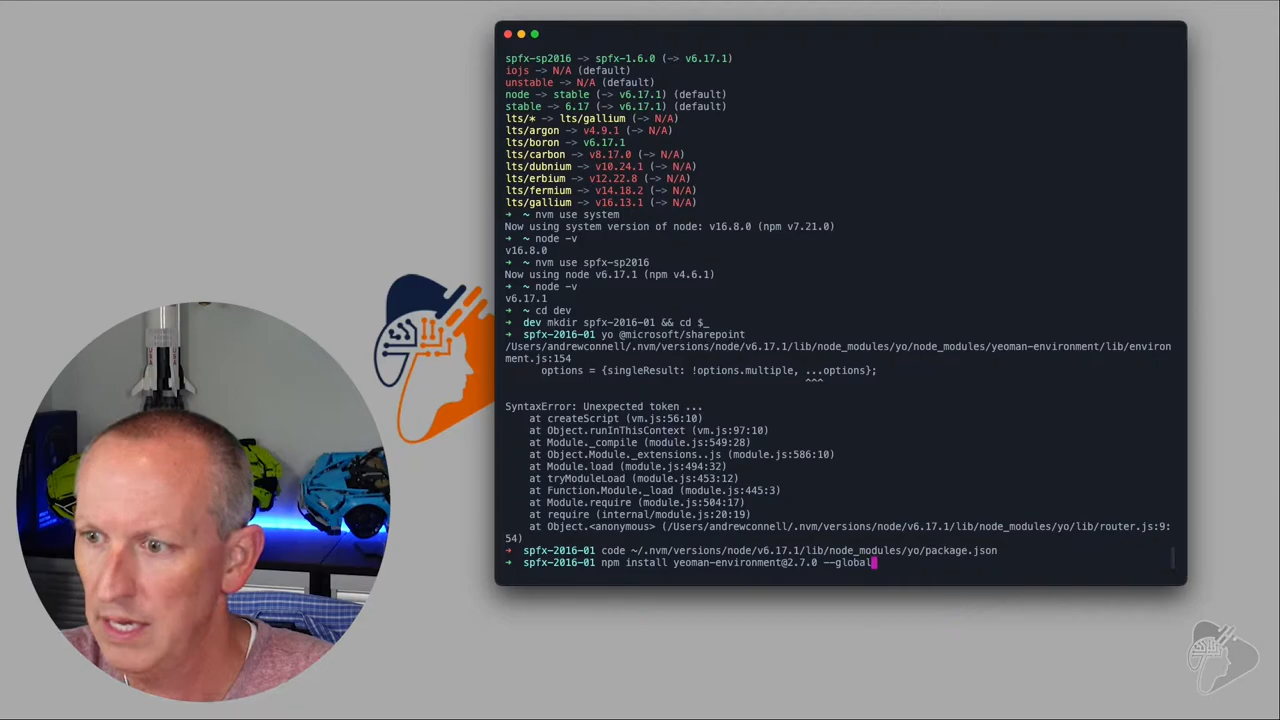 spfx-sp2016 -> spfx-1.6.0 (-> v6.17.1)
iojs -> N/A (default)
unstable -> N/A (default)
node -> stable (-> v6.17.1) (default)
stable -> 6.17 (-> v6.17.1) (default)
lts/* -> lts/gallium (-> N/A)
lts/argon -> v4.9.1 (-> N/A)
lts/boron -> v6.17.1
lts/carbon -> v8.17.0 (-> N/A)
lts/dubnium -> v10.24.1 (-> N/A)
lts/erbium -> v12.22.8 (-> N/A)
lts/fermium -> v14.18.2 (-> N/A)
lts/gallium -> v16.13.1 (-> N/A)
➜ ~ nvm use system
Now using system version of node: v16.8.0 (npm v7.21.0)
➜ ~ node -v
v16.8.0
➜ ~ nvm use spfx-sp2016
Now using node v6.17.1 (npm v4.6.1)
➜ ~ node -v
v6.17.1
➜ ~ cd dev
➜ dev mkdir spfx-2016-01 && cd $_
➜ spfx-2016-01 yo @microsoft/sharepoint
/Users/andrewconnell/.nvm/versions/node/v6.17.1/lib/node_modules/yo/node_modules/yeoman-environment/lib/environ
ment.js:154
options = {singleResult: !options.multiple, ...options};
^^^
SyntaxError: Unexpected token ...
at createScript (vm.js:56:10)
at Object.runInThisContext (vm.js:97:10)
at Module._compile (module.js:549:28)
at Object.Module._extensions..js (module.js:586:10)
at Module.load (module.js:494:32)
at tryModuleLoad (module.js:453:12)
at Function.Module._load (module.js:445:3)
at Module.require (module.js:504:17)
at require (internal/module.js:20:19)
at Object.<anonymous> (/Users/andrewconnell/.nvm/versions/node/v6.17.1/lib/node_modules/yo/lib/router.js:9:
54)
➜ spfx-2016-01 code ~/.nvm/versions/node/v6.17.1/lib/node_modules/yo/package.json
➜ spfx-2016-01 npm install yeoman-environment@2.7.0 --global